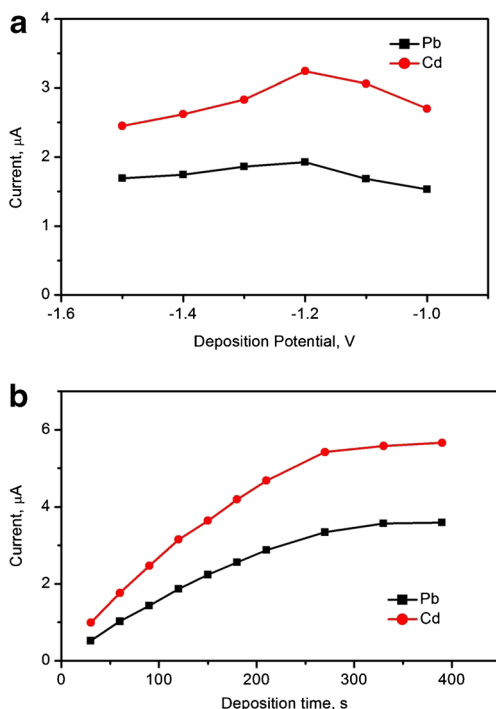 a
4
3
2
1
0
Current, μA
Pb
Cd
-1.6
-1.4
-1.2
-1.0
Deposition Potential, V
b
6
4
2
0
Current, μA
Pb
Cd
0
100
200
300
400
Deposition time, s